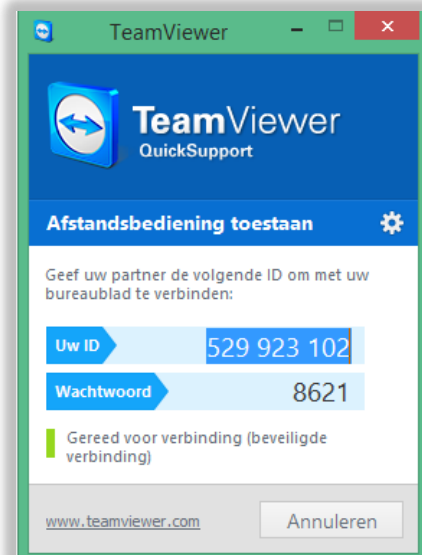 TeamViewer
TeamViewer
QuickSupport
Afstandsbediening toestaan
Geef uw partner de volgende ID om met uw
bureaublad te verbinden:
Uw ID 529 923 102
Wachtwoord 8621
Gereed voor verbinding (beveiligde
verbinding)
www.teamviewer.com Annuleren